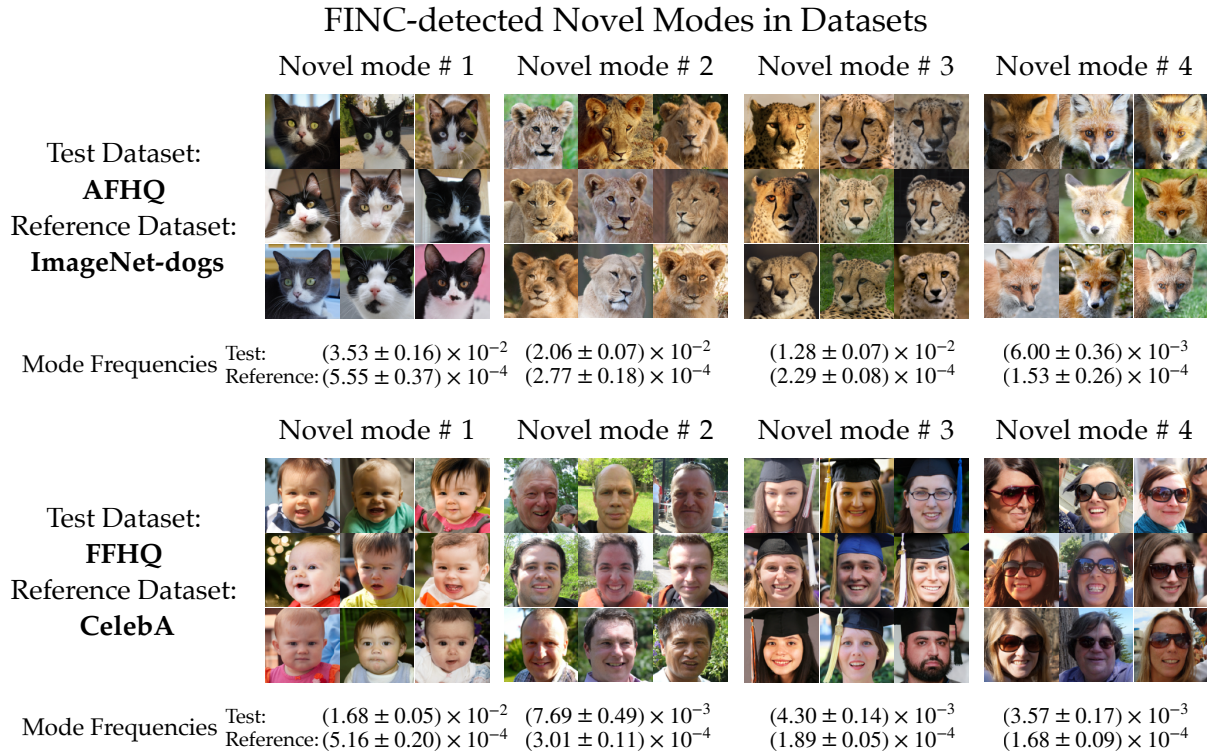 FINC-detected Novel Modes in Datasets
Novel mode # 1 Novel mode # 2 Novel mode # 3 Novel mode # 4
Test Dataset:
AFHQ
Reference Dataset:
ImageNet-dogs
Mode Frequencies
Test: (3.53 ± 0.16) × 10⁻² (2.06 ± 0.07) × 10⁻² (1.28 ± 0.07) × 10⁻² (6.00 ± 0.36) × 10⁻³
Reference: (5.55 ± 0.37) × 10⁻⁴ (2.77 ± 0.18) × 10⁻⁴ (2.29 ± 0.08) × 10⁻⁴ (1.53 ± 0.26) × 10⁻⁴
Novel mode # 1 Novel mode # 2 Novel mode # 3 Novel mode # 4
Test Dataset:
FFHQ
Reference Dataset:
CelebA
Mode Frequencies
Test: (1.68 ± 0.05) × 10⁻² (7.69 ± 0.49) × 10⁻³ (4.30 ± 0.14) × 10⁻³ (3.57 ± 0.17) × 10⁻³
Reference: (5.16 ± 0.20) × 10⁻⁴ (3.01 ± 0.11) × 10⁻⁴ (1.89 ± 0.05) × 10⁻⁴ (1.68 ± 0.09) × 10⁻⁴